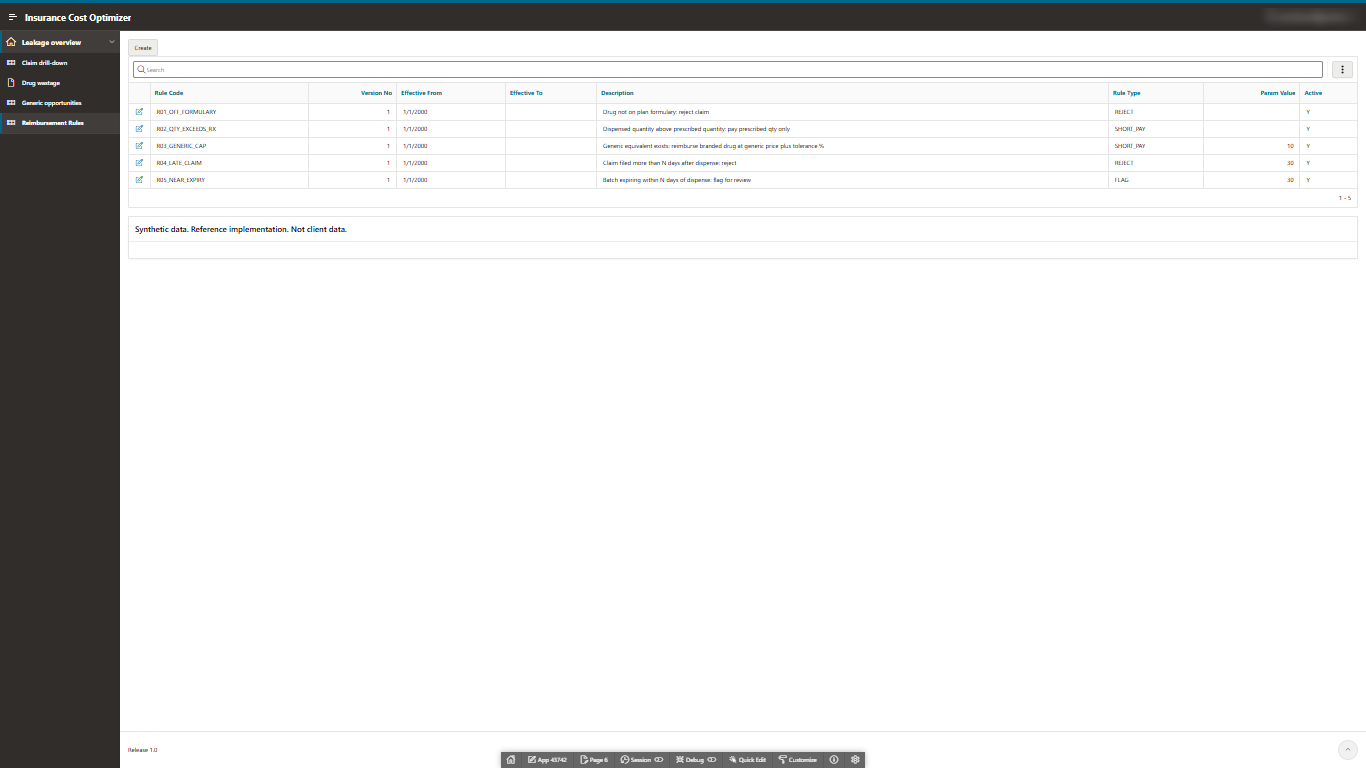 Insurance Cost Optimizer
Leakage overview
Claim drill-down
Drug wastage
Generic opportunities
Reimbursement Rules
Create
Search
Rule Code Version No Effective From Effective To Description Rule Type Param Value Active
R01_OFF_FORMULARY 1 1/1/2000 Drug not on plan formulary: reject claim REJECT Y
R02_QTY_EXCEEDS_RX 1 1/1/2000 Dispensed quantity above prescribed quantity: pay prescribed qty only SHORT_PAY Y
R03_GENERIC_CAP 1 1/1/2000 Generic equivalent exists: reimburse branded drug at generic price plus tolerance % SHORT_PAY 10 Y
R04_LATE_CLAIM 1 1/1/2000 Claim filed more than N days after dispense: reject REJECT 30 Y
R05_NEAR_EXPIRY 1 1/1/2000 Batch expiring within N days of dispense: flag for review FLAG 30 Y
1 - 5
Synthetic data. Reference implementation. Not client data.
Release 1.0
App 43742 Page 6 Session Debug Quick Edit Customize